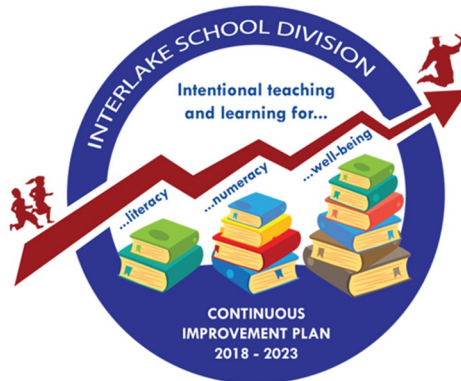 INTERLAKE SCHOOL DIVISION
Intentional teaching
and learning for...
...literacy
...numeracy
...well-being
CONTINUOUS
IMPROVEMENT PLAN
2018 - 2023